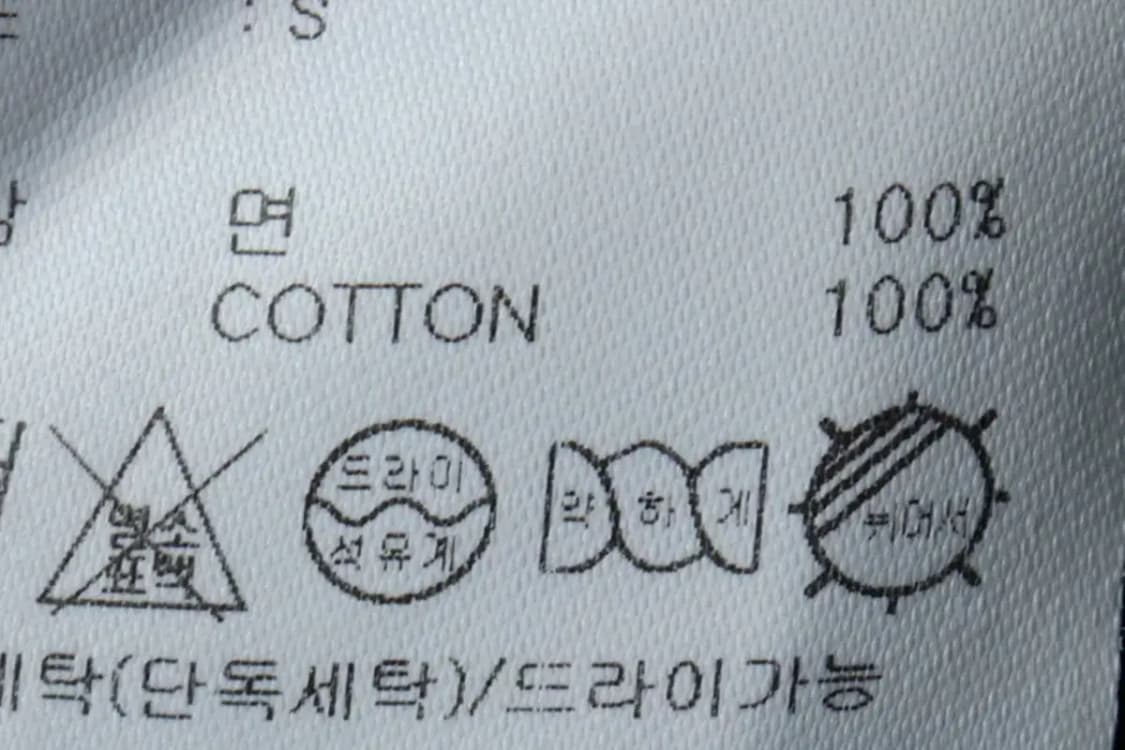 : S
면 100%
COTTON 100%
염소 표백
드라이
석유계
약하게
뉘어서
세탁(단독세탁)/드라이가능